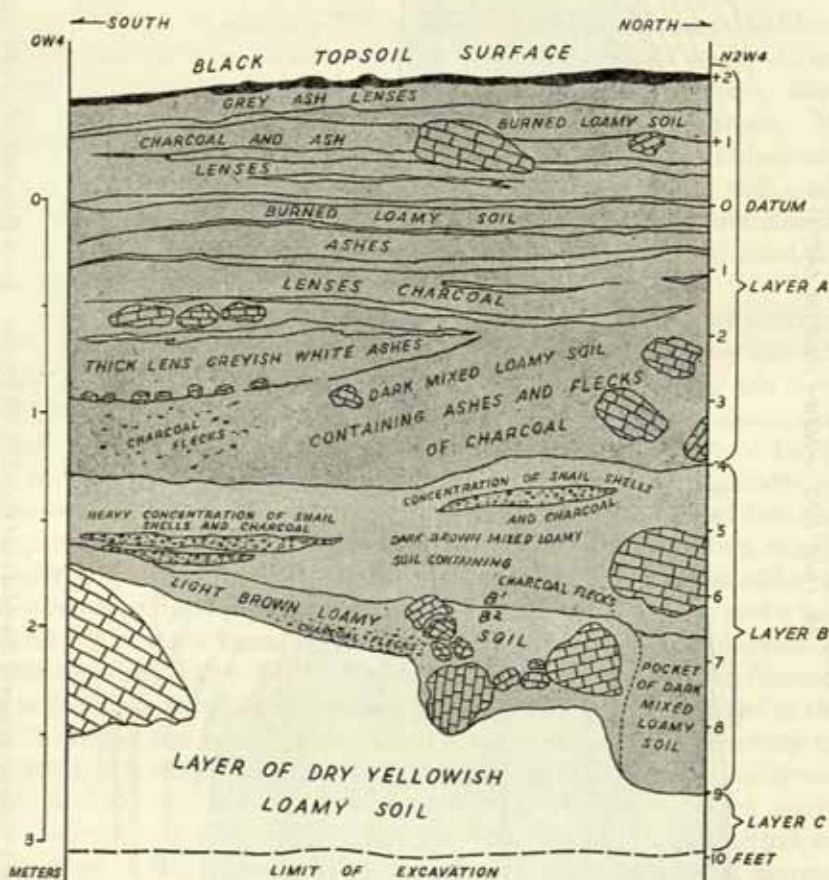 SOUTH
NORTH
0W4
N2W4
BLACK TOPSOIL SURFACE
+2
GREY ASH LENSES
BURNED LOAMY SOIL
CHARCOAL AND ASH
+1
LENSES
0
0 DATUM
BURNED LOAMY SOIL
ASHES
1
LENSES CHARCOAL
LAYER A
2
THICK LENS GREYISH WHITE ASHES
DARK MIXED LOAMY SOIL
CONTAINING ASHES AND FLECKS
OF CHARCOAL
3
1
CHARCOAL
FLECKS
4
CONCENTRATION OF SNAIL SHELLS
AND CHARCOAL
HEAVY CONCENTRATION OF SNAIL
SHELLS AND CHARCOAL
5
DARK BROWN MIXED LOAMY
SOIL CONTAINING
CHARCOAL FLECKS
B¹
6
LIGHT BROWN LOAMY
B²
SOIL
CHARCOAL FLECKS
2
LAYER B
7
POCKET
OF DARK
MIXED
LOAMY
SOIL
8
LAYER OF DRY YELLOWISH
LOAMY SOIL
9
LAYER C
3
10 FEET
METERS
LIMIT OF EXCAVATION